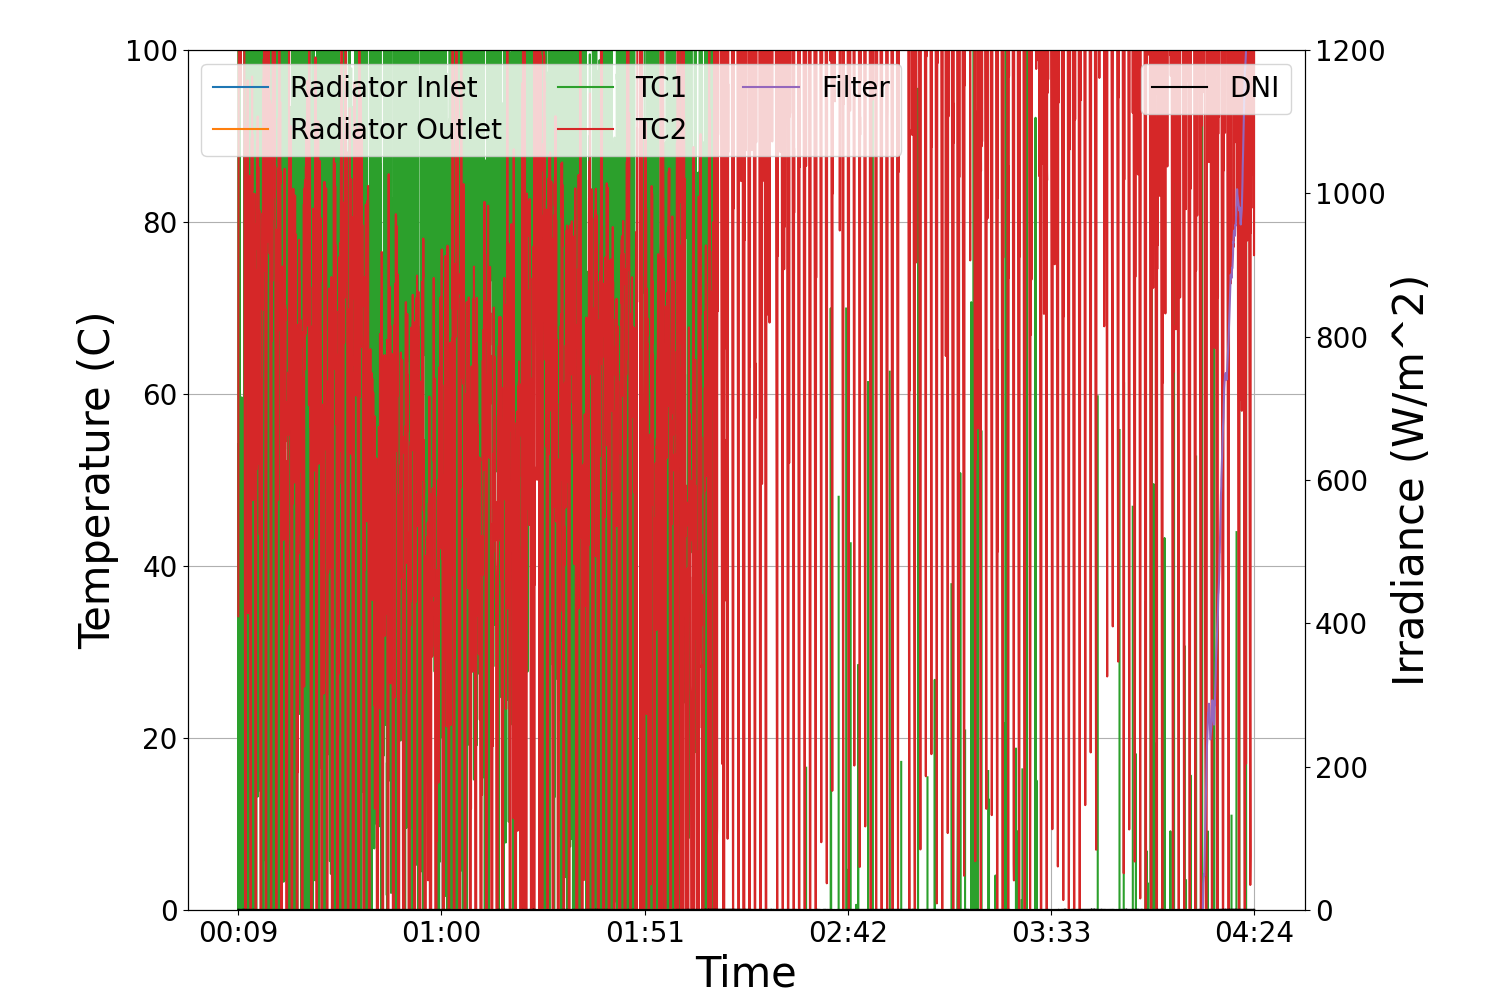 Radiator Inlet
Radiator Outlet
TC1
TC2
Filter
DNI
100
80
60
40
20
0
Temperature (C)
1200
1000
800
600
400
200
0
Irradiance (W/m^2)
00:09 01:00 01:51 02:42 03:33 04:24
Time